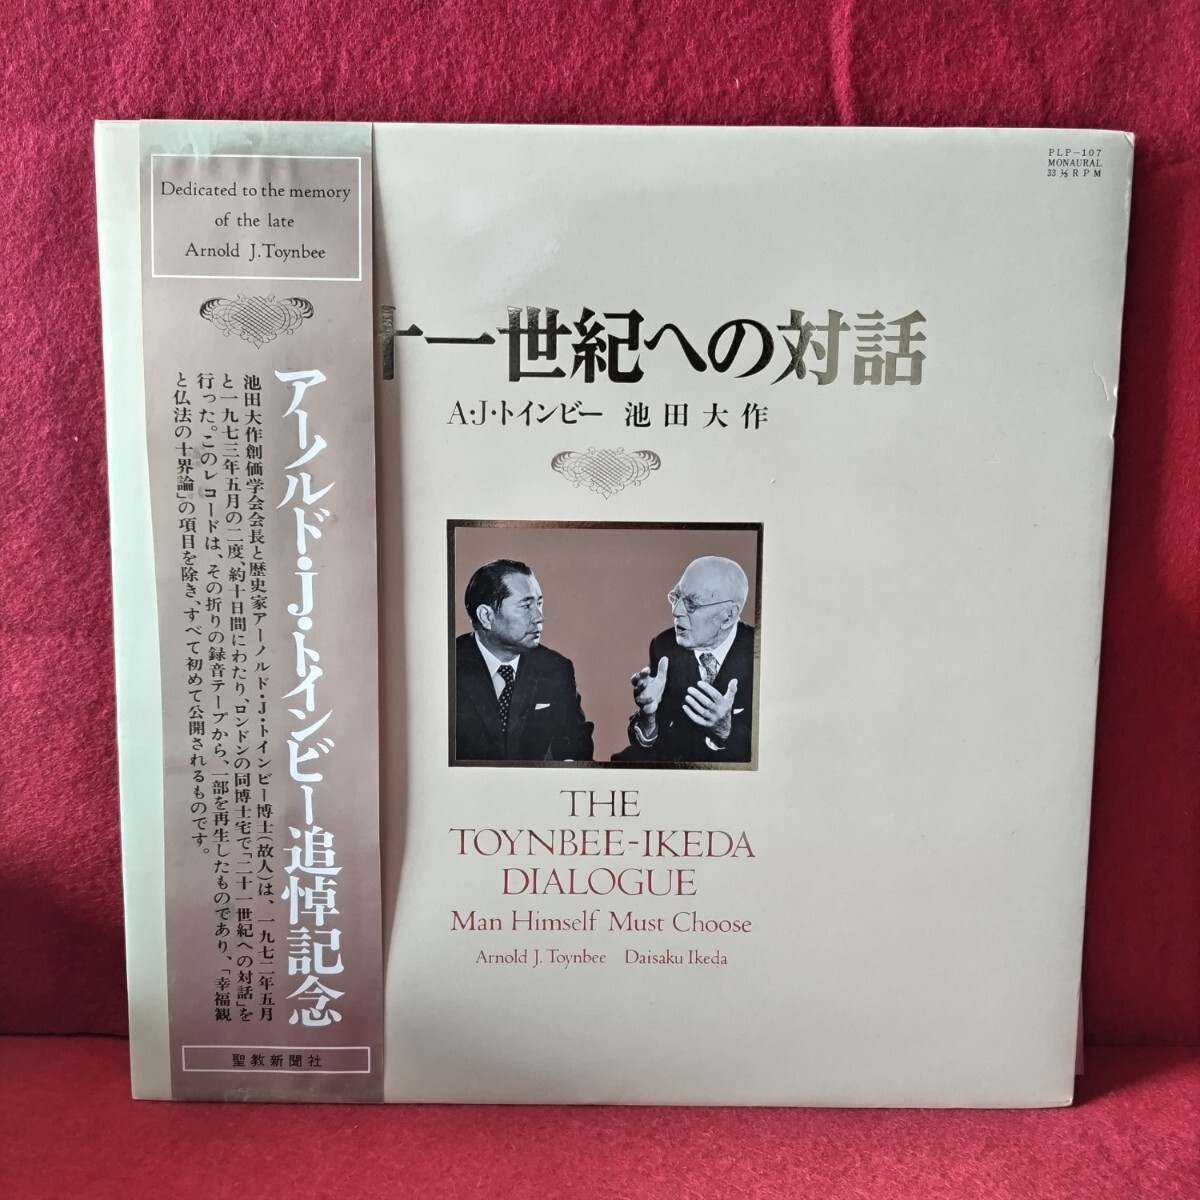 PLP-107
MONAURAL
33 ⅓ RPM
Dedicated to the memory
of the late
Arnold J. Toynbee
アーノルド・J・トインビー追悼記念
池田大作創価学会会長と歴史家アーノルド・J・トインビー博士(故人)は、一九七二年五月
と一九七三年五月の二度、約十日間にわたり、ロンドンの同博士宅で「二十一世紀への対話」を
行った。このレコードは、その折りの録音テープから、一部を再生したものであり、「幸福観
と仏法の十界論」の項目を除き、すべて初めて公開されるものです。
聖教新聞社
十一世紀への対話
A・J・トインビー 池田大作
THE
TOYNBEE-IKEDA
DIALOGUE
Man Himself Must Choose
Arnold J. Toynbee Daisaku Ikeda